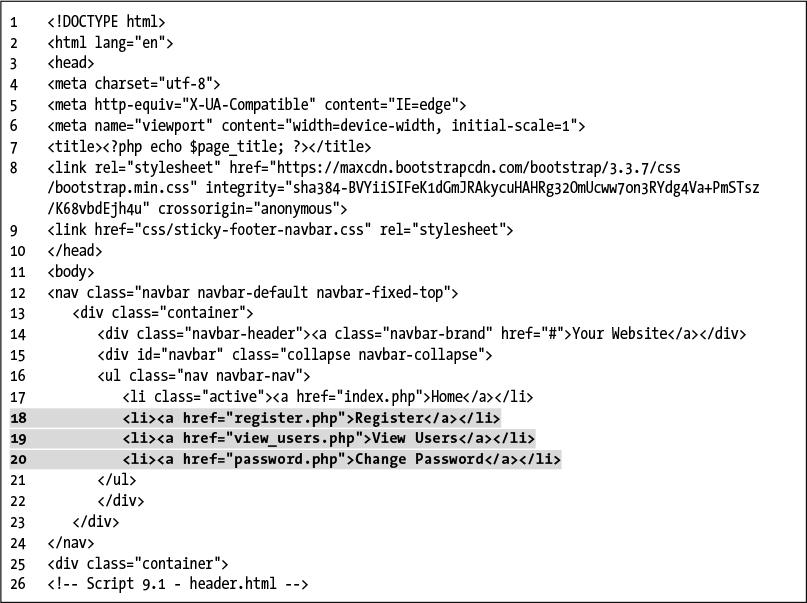 1 <!DOCTYPE html>
2 <html lang="en">
3 <head>
4 <meta charset="utf-8">
5 <meta http-equiv="X-UA-Compatible" content="IE=edge">
6 <meta name="viewport" content="width=device-width, initial-scale=1">
7 <title><?php echo $page_title; ?></title>
8 <link rel="stylesheet" href="https://maxcdn.bootstrapcdn.com/bootstrap/3.3.7/css
/bootstrap.min.css" integrity="sha384-BVYiiSIFeK1dGmJRAkycuHAHRg32OmUcww7on3RYdg4Va+PmSTsz
/K68vbdEjh4u" crossorigin="anonymous">
9 <link href="css/sticky-footer-navbar.css" rel="stylesheet">
10 </head>
11 <body>
12 <nav class="navbar navbar-default navbar-fixed-top">
13 <div class="container">
14 <div class="navbar-header"><a class="navbar-brand" href="#">Your Website</a></div>
15 <div id="navbar" class="collapse navbar-collapse">
16 <ul class="nav navbar-nav">
17 <li class="active"><a href="index.php">Home</a></li>
18 <li><a href="register.php">Register</a></li>
19 <li><a href="view_users.php">View Users</a></li>
20 <li><a href="password.php">Change Password</a></li>
21 </ul>
22 </div>
23 </div>
24 </nav>
25 <div class="container">
26 <!-- Script 9.1 - header.html -->